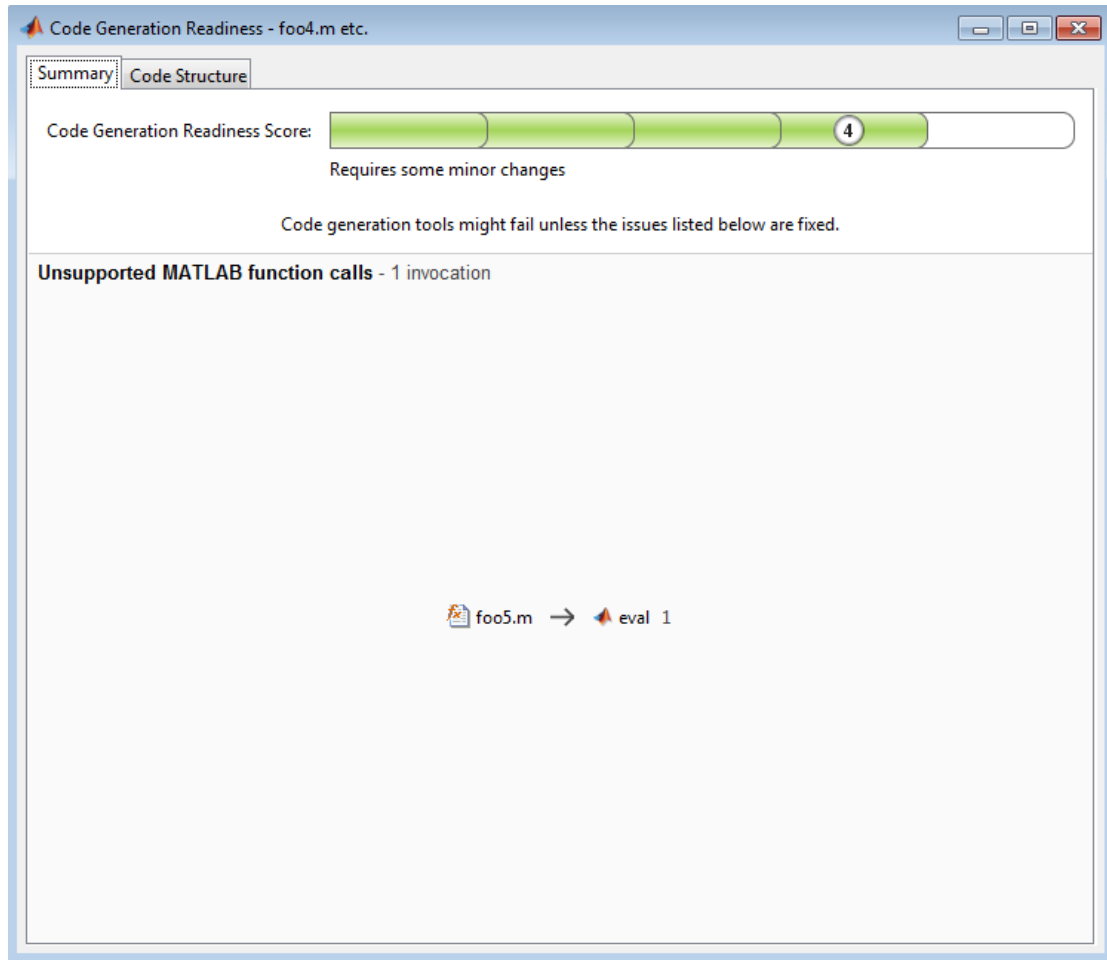 Code Generation Readiness - foo4.m etc.
Summary Code Structure
Code Generation Readiness Score: 4
Requires some minor changes
Code generation tools might fail unless the issues listed below are fixed.
Unsupported MATLAB function calls - 1 invocation
foo5.m → eval 1